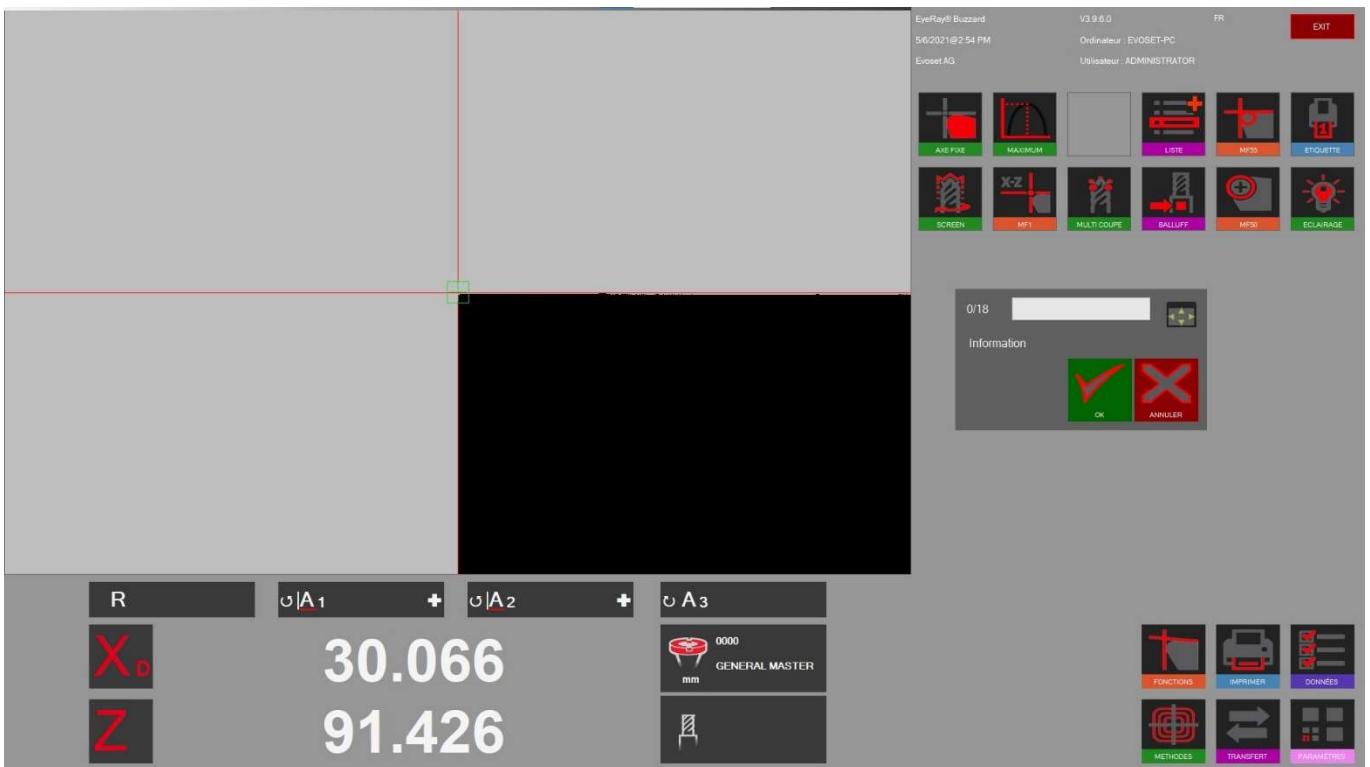 EyeRay® Buzzard
V3.9.6.0
FR
EXIT
5/6/2021@2:54 PM
Ordinateur : EVOSET-PC
Evoset AG
Utilisateur : ADMINISTRATOR
AXE FIXE
MAXIMUM
LISTE
MF55
1
ETIQUETTE
X-Z
SCREEN
MF1
MULTI COUPE
BALLUFF
MF50
ECLAIRAGE
0/18
Information
OK
ANNULER
R
A1
A2
A3
XD
30.066
0000
GENERAL MASTER
mm
Z
91.426
FONCTIONS
IMPRIMER
DONNÉES
METHODES
TRANSFERT
PARAMÈTRES